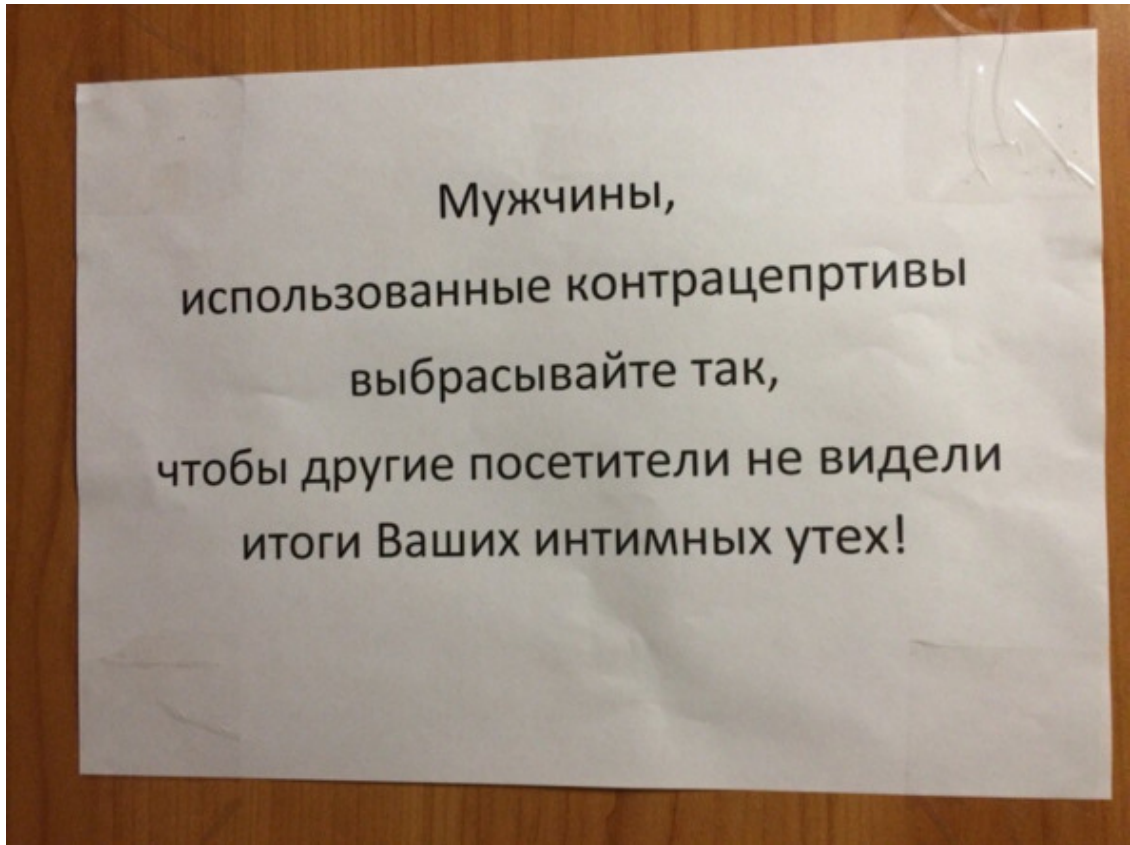 Мужчины,
использованные контрацепртивы
выбрасывайте так,
чтобы другие посетители не видели
итоги Ваших интимных утех!